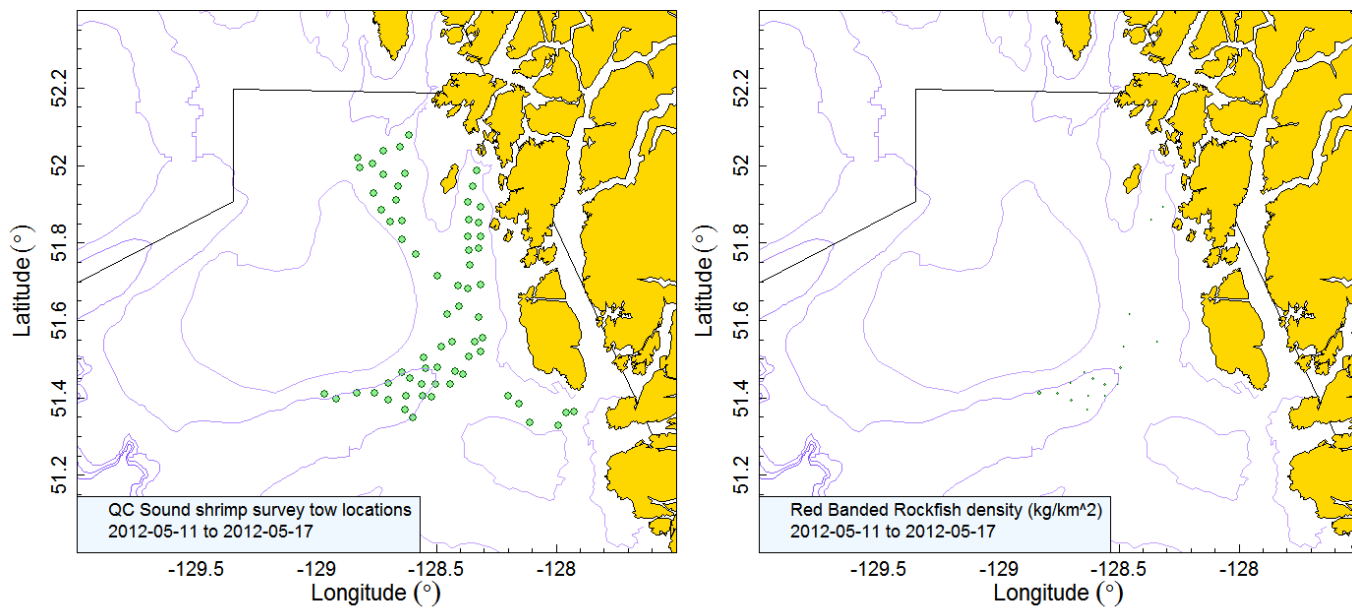 52.2
52
51.8
51.6
51.4
51.2
Latitude (°)
QC Sound shrimp survey tow locations
2012-05-11 to 2012-05-17
-129.5
-129
-128.5
-128
Longitude (°)
52.2
52
51.8
51.6
51.4
51.2
Latitude (°)
Red Banded Rockfish density (kg/km^2)
2012-05-11 to 2012-05-17
-129.5
-129
-128.5
-128
Longitude (°)